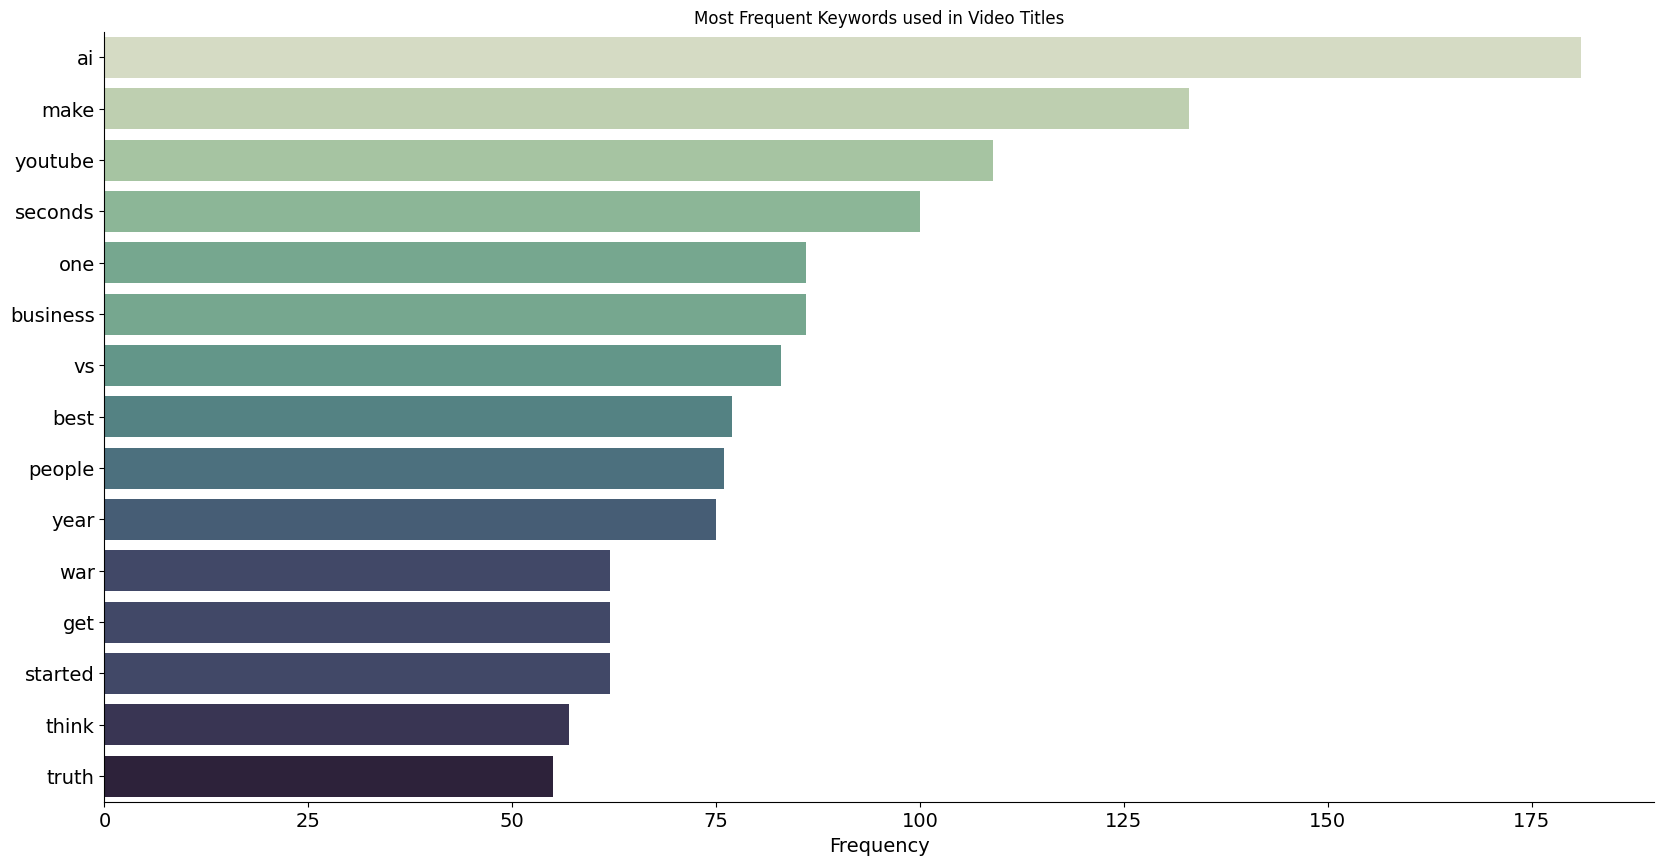 Most Frequent Keywords used in Video Titles
ai
make
youtube
seconds
one
business
vs
best
people
year
war
get
started
think
truth
0 25 50 75 100 125 150 175
Frequency